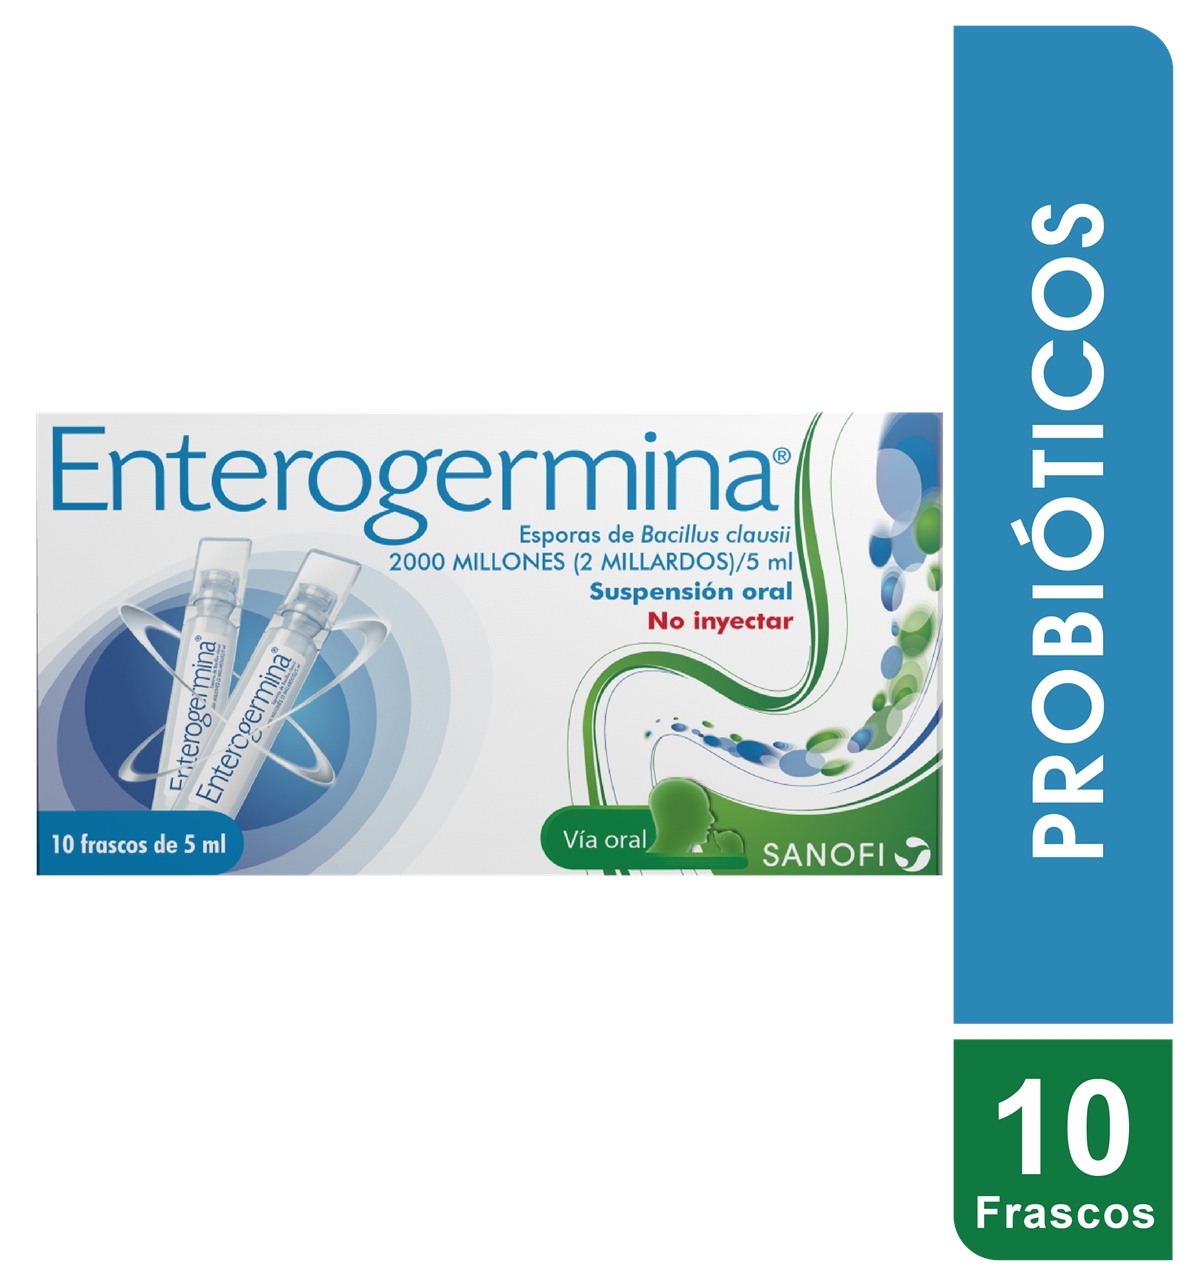 Enterogermina®
Esporas de Bacillus clausii
2000 MILLONES (2 MILLARDOS)/5 ml
Suspensión oral
No inyectar
Enterogermina®
Enterogermina®
10 frascos de 5 ml
Vía oral
SANOFI
PROBIÓTICOS
10
Frascos